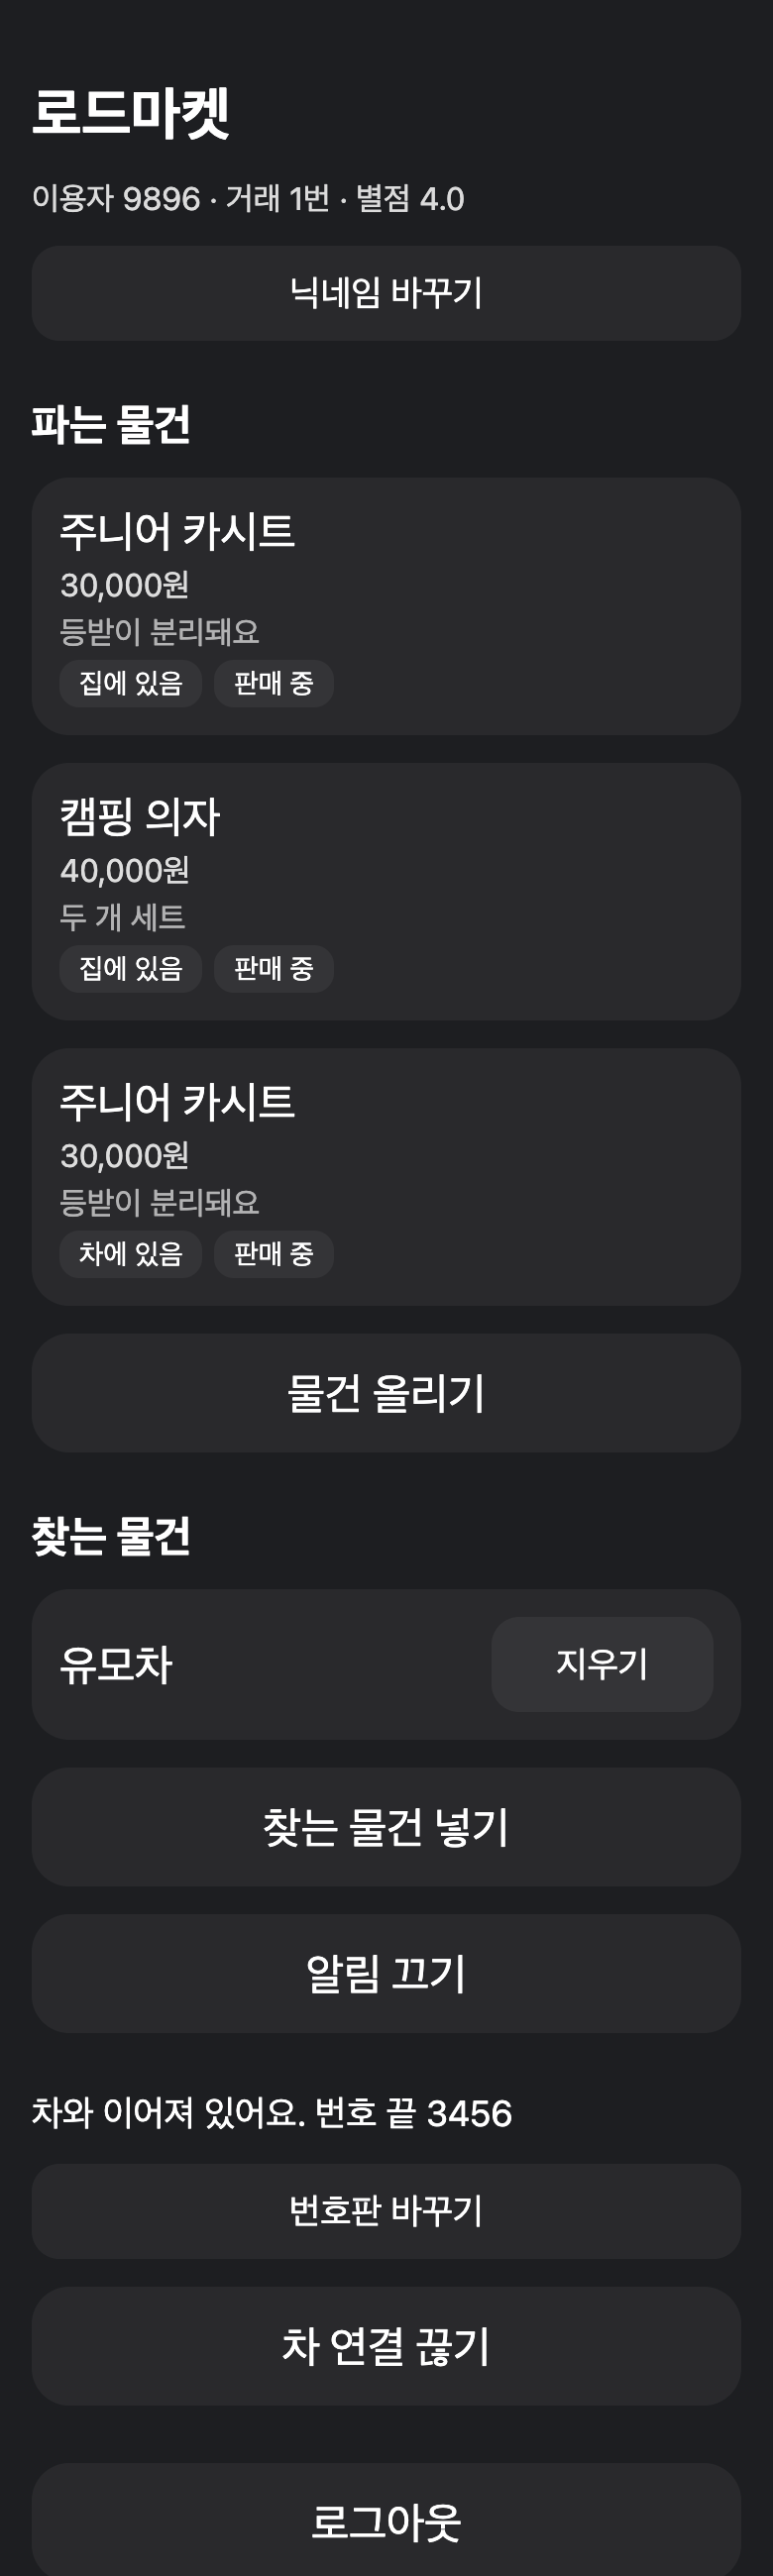 로드마켓
이용자 9896 · 거래 1번 · 별점 4.0
닉네임 바꾸기
파는 물건
주니어 카시트
30,000원
등받이 분리돼요
집에 있음 판매 중
캠핑 의자
40,000원
두 개 세트
집에 있음 판매 중
주니어 카시트
30,000원
등받이 분리돼요
차에 있음 판매 중
물건 올리기
찾는 물건
유모차 지우기
찾는 물건 넣기
알림 끄기
차와 이어져 있어요. 번호 끝 3456
번호판 바꾸기
차 연결 끊기
로그아웃